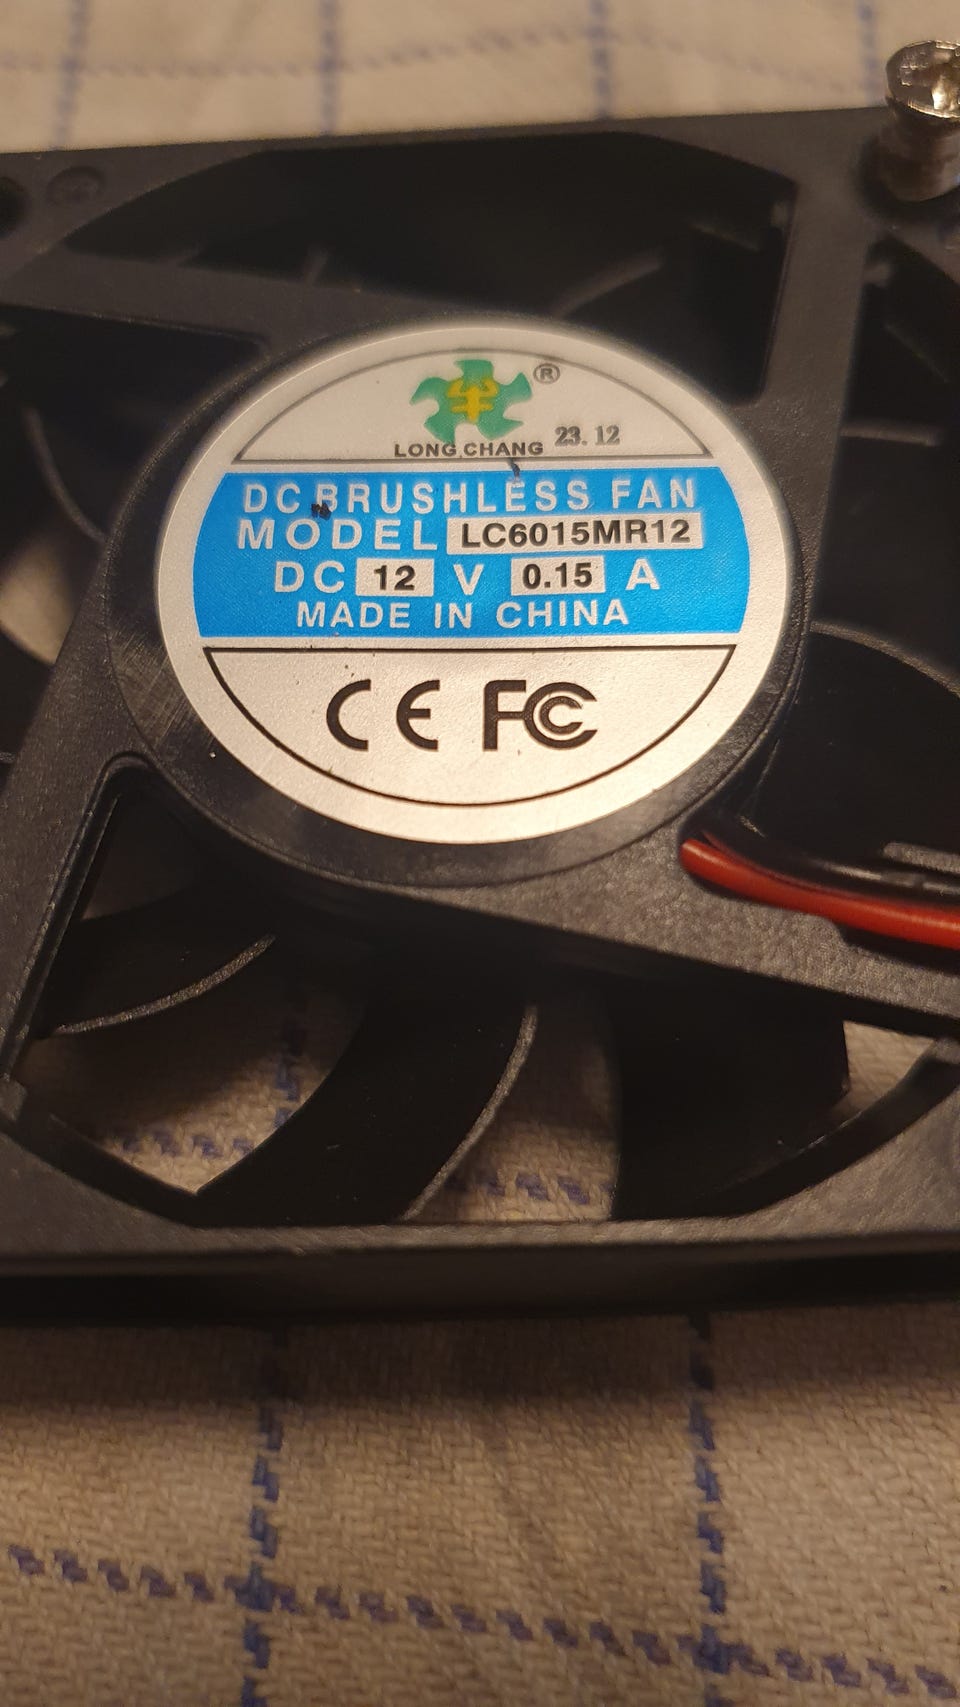 ®
LONG CHANG 23.12
DC BRUSHLESS FAN
MODEL LC6015MR12
DC 12 V 0.15 A
MADE IN CHINA
CE FC